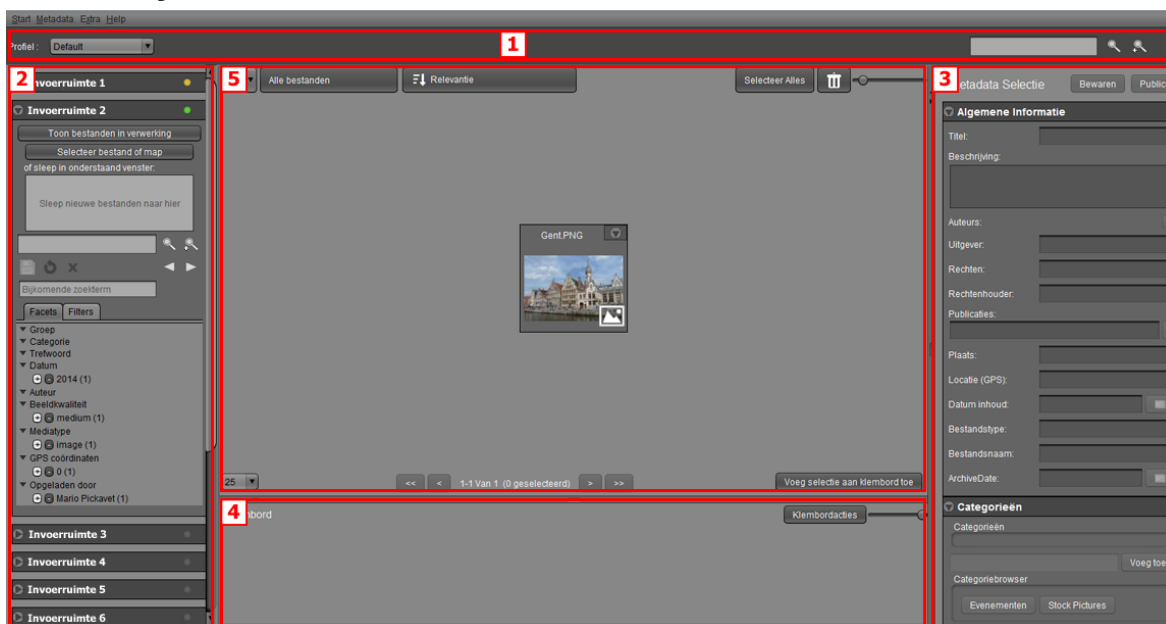 Start Metadata Extra Help
Profiel: Default
1
2
Invoerruimte 1
Invoerruimte 2
Toon bestanden in verwerking
Selecteer bestand of map
of sleep in onderstaand venster:
Sleep nieuwe bestanden naar hier
Bijkomende zoekterm
Facets Filters
Groep
Categorie
Trefwoord
Datum
2014 (1)
Auteur
Beeldkwaliteit
medium (1)
Mediatype
image (1)
GPS coördinaten
0 (1)
Opgeladen door
Mario Pickavet (1)
Invoerruimte 3
Invoerruimte 4
Invoerruimte 5
Invoerruimte 6
5
Alle bestanden
Relevantie
Selecteer Alles
Gent.PNG
25
<< < 1-1 Van 1 (0 geselecteerd) > >>
Voeg selectie aan klembord toe
4
Klembordacties
3
Metadata Selectie
Bewaren
Algemene Informatie
Titel:
Beschrijving:
Auteurs:
Uitgever:
Rechten:
Rechtenhouder:
Publicaties:
Plaats:
Locatie (GPS):
Datum inhoud:
Bestandstype:
Bestandsnaam:
ArchiveDate:
Categorieën
Categorieën
Voeg toe
Categoriebrowser
Evenementen
Stock Pictures